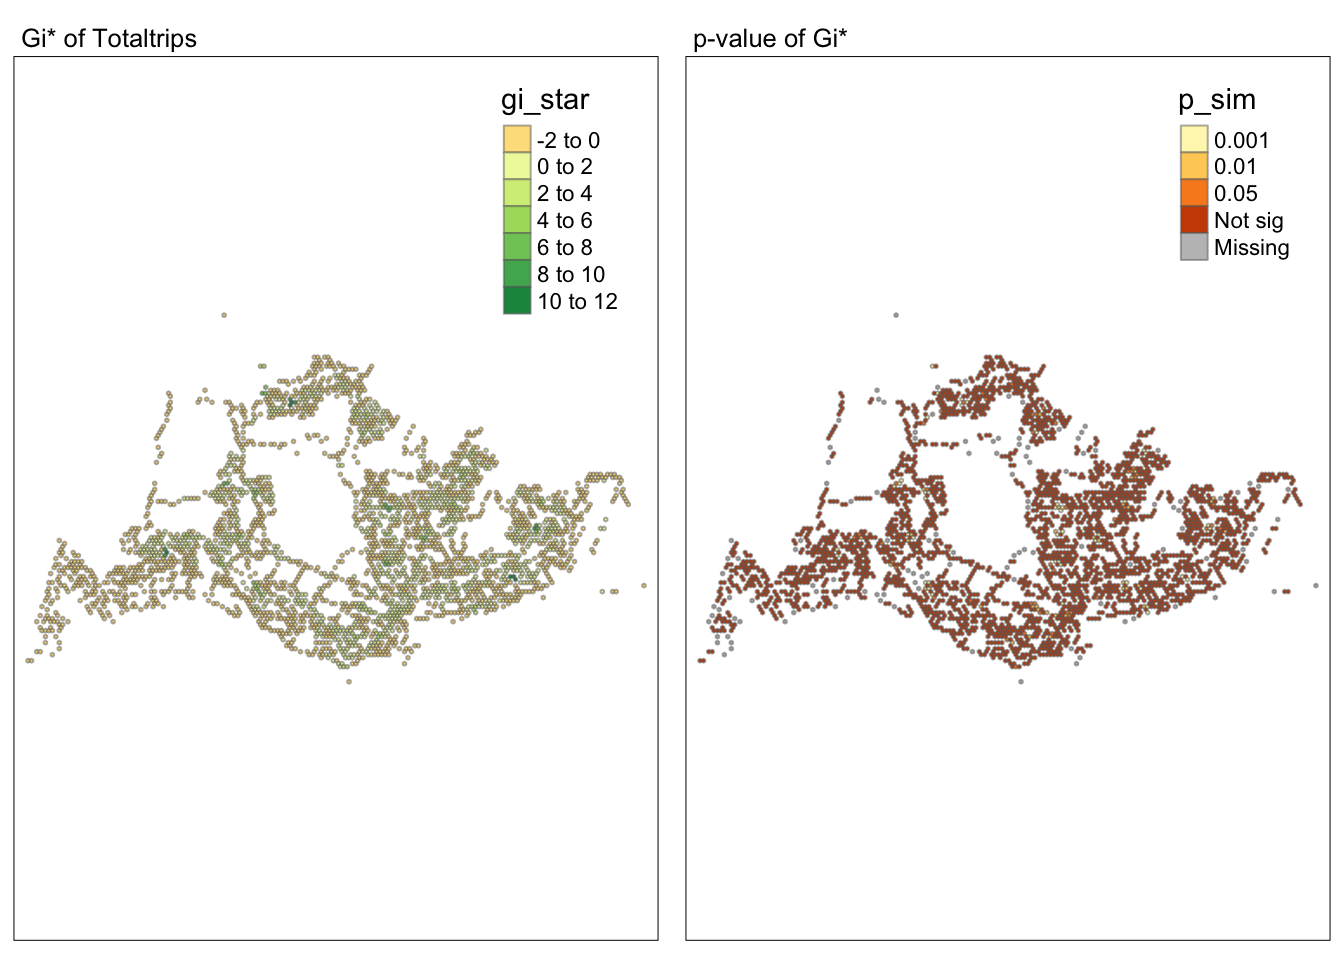 Gi* of Totaltrips
gi_star
-2 to 0
0 to 2
2 to 4
4 to 6
6 to 8
8 to 10
10 to 12
p-value of Gi*
p_sim
0.001
0.01
0.05
Not sig
Missing